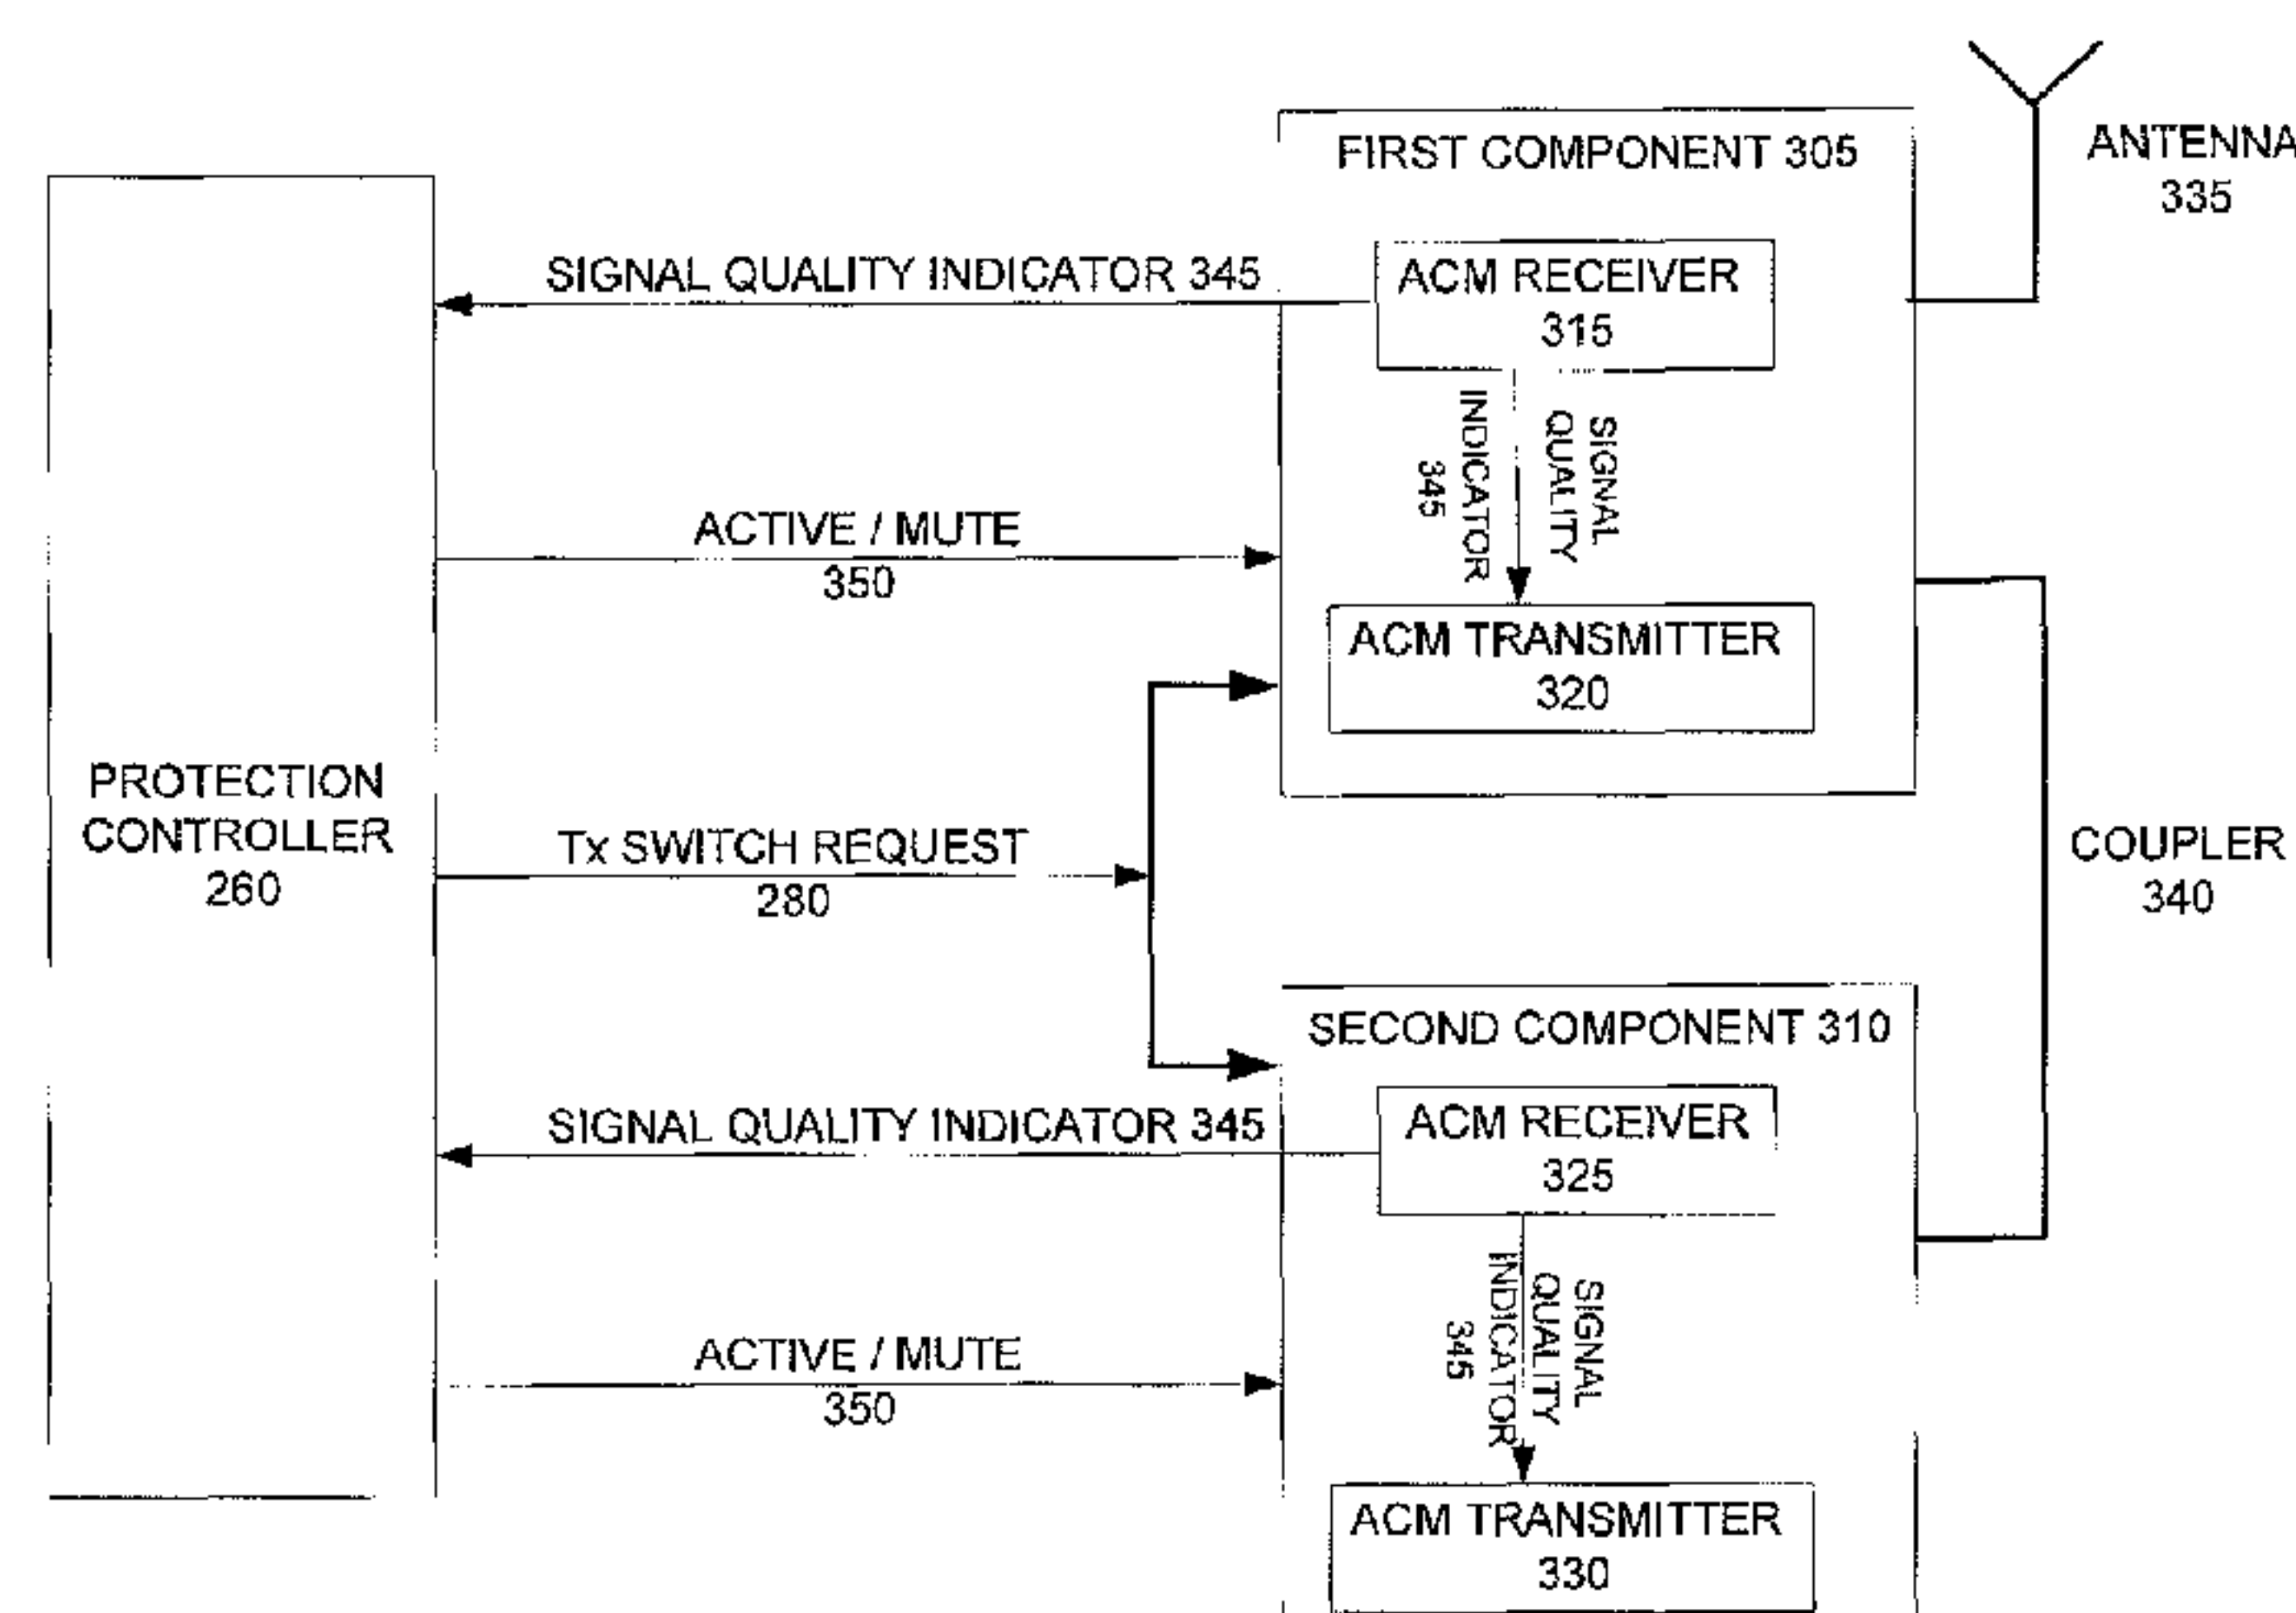 FIRST COMPONENT 305
ANTENNA
335
SIGNAL QUALITY INDICATOR 345
ACM RECEIVER
315
SIGNAL
QUALITY
INDICATOR
345
ACTIVE / MUTE
350
ACM TRANSMITTER
320
PROTECTION
CONTROLLER
260
Tx SWITCH REQUEST
280
COUPLER
340
SECOND COMPONENT 310
SIGNAL QUALITY INDICATOR 345
ACM RECEIVER
325
SIGNAL
QUALITY
INDICATOR
345
ACTIVE / MUTE
350
ACM TRANSMITTER
330